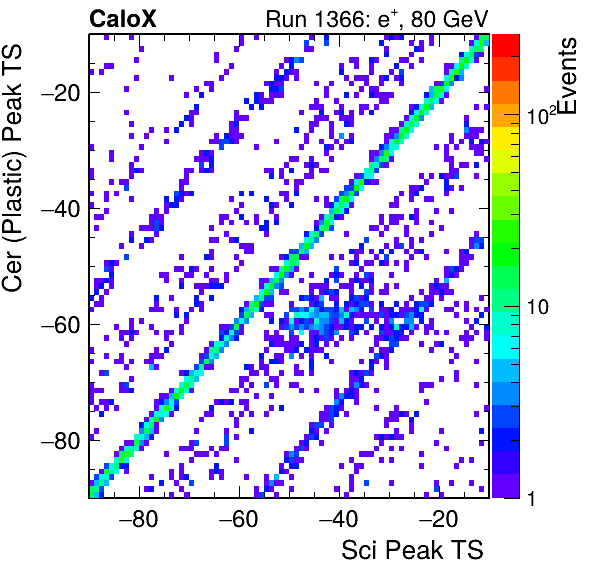 CaloX Run 1366: e⁺, 80 GeV
Cer (Plastic) Peak TS
Events
−20
−40
−60
−80
10²
10
1
−80 −60 −40 −20
Sci Peak TS